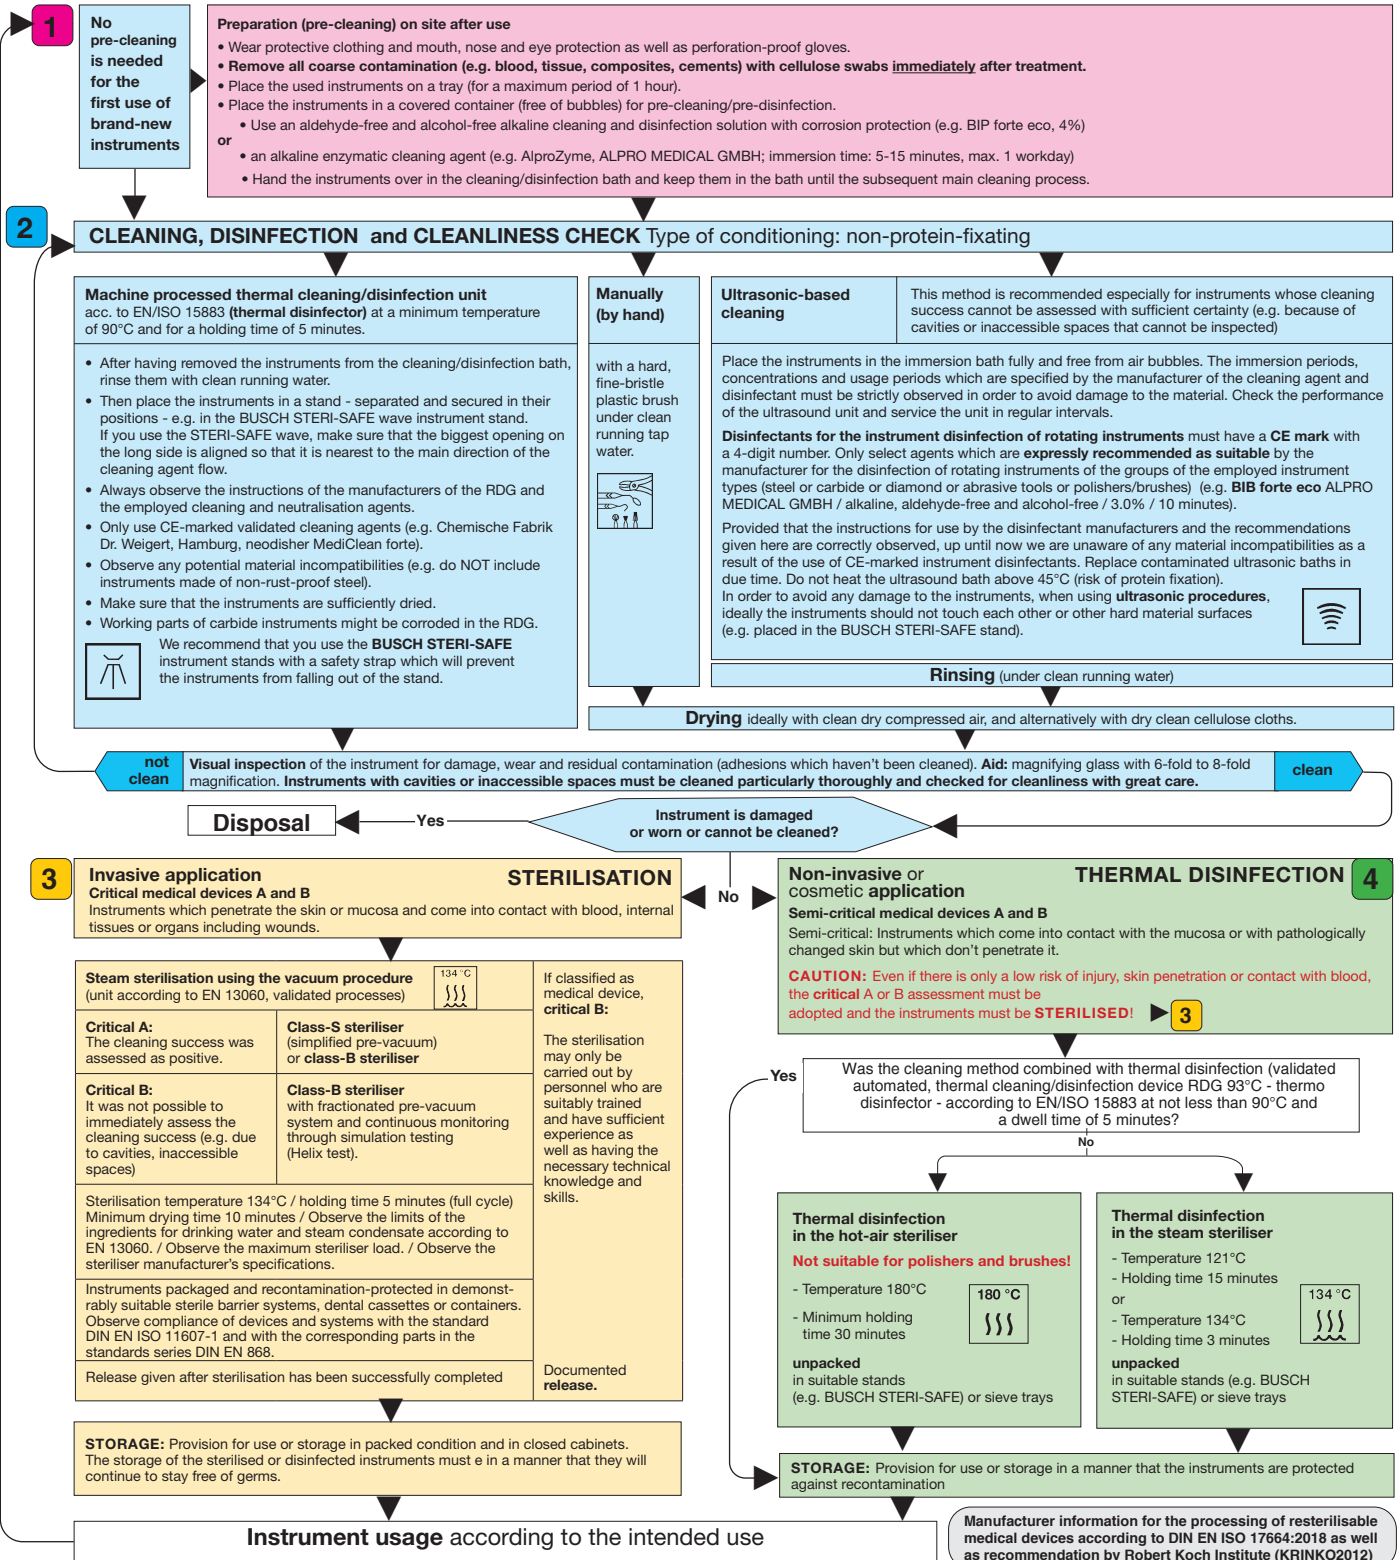 1
No
pre-cleaning
is needed
for the
first use of
brand-new
instruments
Preparation (pre-cleaning) on site after use
• Wear protective clothing and mouth, nose and eye protection as well as perforation-proof gloves.
• Remove all coarse contamination (e.g. blood, tissue, composites, cements) with cellulose swabs immediately after treatment.
• Place the used instruments on a tray (for a maximum period of 1 hour).
• Place the instruments in a covered container (free of bubbles) for pre-cleaning/pre-disinfection.
• Use an aldehyde-free and alcohol-free alkaline cleaning and disinfection solution with corrosion protection (e.g. BIP forte eco, 4%)
or
• an alkaline enzymatic cleaning agent (e.g. AlproZyme, ALPRO MEDICAL GMBH; immersion time: 5-15 minutes, max. 1 workday)
• Hand the instruments over in the cleaning/disinfection bath and keep them in the bath until the subsequent main cleaning process.
2
CLEANING, DISINFECTION and CLEANLINESS CHECK Type of conditioning: non-protein-fixating
Machine processed thermal cleaning/disinfection unit
acc. to EN/ISO 15883 (thermal disinfector) at a minimum temperature
of 90°C and for a holding time of 5 minutes.
• After having removed the instruments from the cleaning/disinfection bath,
rinse them with clean running water.
• Then place the instruments in a stand - separated and secured in their
positions - e.g. in the BUSCH STERI-SAFE wave instrument stand.
If you use the STERI-SAFE wave, make sure that the biggest opening on
the long side is aligned so that it is nearest to the main direction of the
cleaning agent flow.
• Always observe the instructions of the manufacturers of the RDG and
the employed cleaning and neutralisation agents.
• Only use CE-marked validated cleaning agents (e.g. Chemische Fabrik
Dr. Weigert, Hamburg, neodisher MediClean forte).
• Observe any potential material incompatibilities (e.g. do NOT include
instruments made of non-rust-proof steel).
• Make sure that the instruments are sufficiently dried.
• Working parts of carbide instruments might be corroded in the RDG.
We recommend that you use the BUSCH STERI-SAFE
instrument stands with a safety strap which will prevent
the instruments from falling out of the stand.
Manually
(by hand)
with a hard,
fine-bristle
plastic brush
under clean
running tap
water.
Ultrasonic-based
cleaning
This method is recommended especially for instruments whose cleaning
success cannot be assessed with sufficient certainty (e.g. because of
cavities or inaccessible spaces that cannot be inspected)
Place the instruments in the immersion bath fully and free from air bubbles. The immersion periods,
concentrations and usage periods which are specified by the manufacturer of the cleaning agent and
disinfectant must be strictly observed in order to avoid damage to the material. Check the performance
of the ultrasound unit and service the unit in regular intervals.
Disinfectants for the instrument disinfection of rotating instruments must have a CE mark with
a 4-digit number. Only select agents which are expressly recommended as suitable by the
manufacturer for the disinfection of rotating instruments of the groups of the employed instrument
types (steel or carbide or diamond or abrasive tools or polishers/brushes) (e.g. BIB forte eco ALPRO
MEDICAL GMBH / alkaline, aldehyde-free and alcohol-free / 3.0% / 10 minutes).
Provided that the instructions for use by the disinfectant manufacturers and the recommendations
given here are correctly observed, up until now we are unaware of any material incompatibilities as a
result of the use of CE-marked instrument disinfectants. Replace contaminated ultrasonic baths in
due time. Do not heat the ultrasound bath above 45°C (risk of protein fixation).
In order to avoid any damage to the instruments, when using ultrasonic procedures,
ideally the instruments should not touch each other or other hard material surfaces
(e.g. placed in the BUSCH STERI-SAFE stand).
Rinsing (under clean running water)
Drying ideally with clean dry compressed air, and alternatively with dry clean cellulose cloths.
not
clean
Visual inspection of the instrument for damage, wear and residual contamination (adhesions which haven't been cleaned). Aid: magnifying glass with 6-fold to 8-fold
magnification. Instruments with cavities or inaccessible spaces must be cleaned particularly thoroughly and checked for cleanliness with great care.
clean
Disposal
Yes
Instrument is damaged
or worn or cannot be cleaned?
No
3
Invasive application
STERILISATION
Critical medical devices A and B
Instruments which penetrate the skin or mucosa and come into contact with blood, internal
tissues or organs including wounds.
Steam sterilisation using the vacuum procedure
(unit according to EN 13060, validated processes)
134 °C
Critical A:
The cleaning success was
assessed as positive.
Class-S steriliser
(simplified pre-vacuum)
or class-B steriliser
Critical B:
It was not possible to
immediately assess the
cleaning success (e.g. due
to cavities, inaccessible
spaces)
Class-B steriliser
with fractionated pre-vacuum
system and continuous monitoring
through simulation testing
(Helix test).
Sterilisation temperature 134°C / holding time 5 minutes (full cycle)
Minimum drying time 10 minutes / Observe the limits of the
ingredients for drinking water and steam condensate according to
EN 13060. / Observe the maximum steriliser load. / Observe the
steriliser manufacturer's specifications.
Instruments packaged and recontamination-protected in demonst-
rably suitable sterile barrier systems, dental cassettes or containers.
Observe compliance of devices and systems with the standard
DIN EN ISO 11607-1 and with the corresponding parts in the
standards series DIN EN 868.
Release given after sterilisation has been successfully completed
If classified as
medical device,
critical B:
The sterilisation
may only be
carried out by
personnel who are
suitably trained
and have sufficient
experience as
well as having the
necessary technical
knowledge and
skills.
Documented
release.
STORAGE: Provision for use or storage in packed condition and in closed cabinets.
The storage of the sterilised or disinfected instruments must e in a manner that they will
continue to stay free of germs.
Non-invasive or
cosmetic application
THERMAL DISINFECTION
4
Semi-critical medical devices A and B
Semi-critical: Instruments which come into contact with the mucosa or with pathologically
changed skin but which don't penetrate it.
CAUTION: Even if there is only a low risk of injury, skin penetration or contact with blood,
the critical A or B assessment must be
adopted and the instruments must be STERILISED!
3
Yes
Was the cleaning method combined with thermal disinfection (validated
automated, thermal cleaning/disinfection device RDG 93°C - thermo
disinfector - according to EN/ISO 15883 at not less than 90°C and
a dwell time of 5 minutes?
No
Thermal disinfection
in the hot-air steriliser
Not suitable for polishers and brushes!
- Temperature 180°C
- Minimum holding
time 30 minutes
180 °C
unpacked
in suitable stands
(e.g. BUSCH STERI-SAFE) or sieve trays
Thermal disinfection
in the steam steriliser
- Temperature 121°C
- Holding time 15 minutes
or
- Temperature 134°C
- Holding time 3 minutes
134 °C
unpacked
in suitable stands (e.g. BUSCH
STERI-SAFE) or sieve trays
STORAGE: Provision for use or storage in a manner that the instruments are protected
against recontamination
Instrument usage according to the intended use
Manufacturer information for the processing of resterilisable
medical devices according to DIN EN ISO 17664:2018 as well
as recommendation by Robert Koch Institute (KRINKO2012)